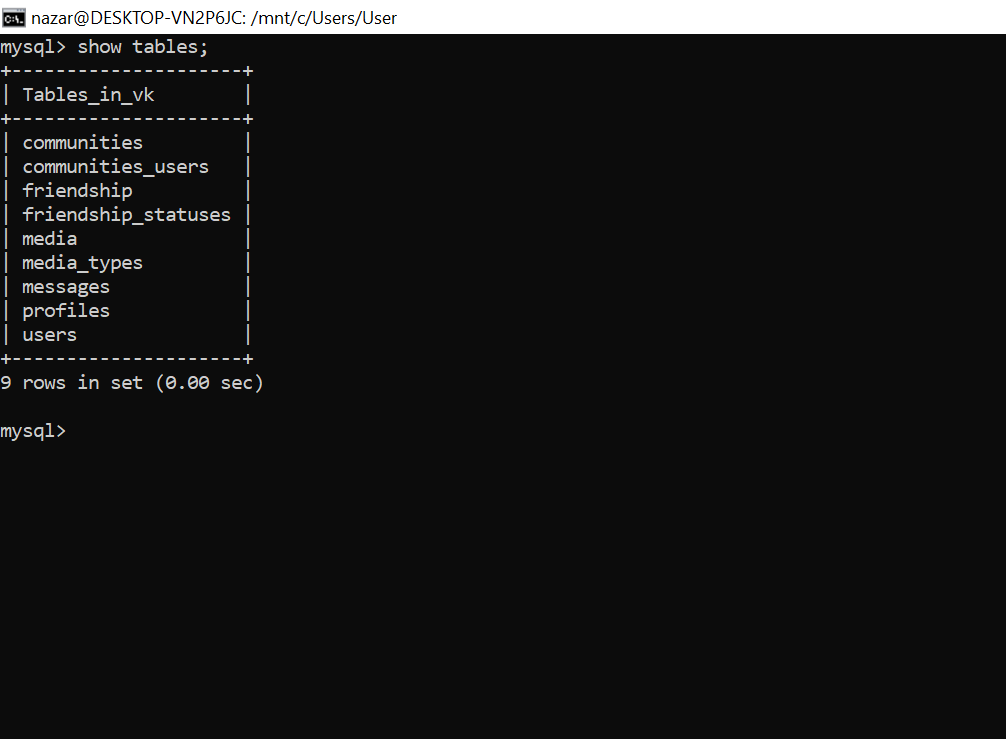 nazar@DESKTOP-VN2P6JC: /mnt/c/Users/User
mysql> show tables;
+---------------------+
| Tables_in_vk        |
+---------------------+
| communities         |
| communities_users   |
| friendship          |
| friendship_statuses |
| media               |
| media_types         |
| messages            |
| profiles            |
| users               |
+---------------------+
9 rows in set (0.00 sec)
mysql>